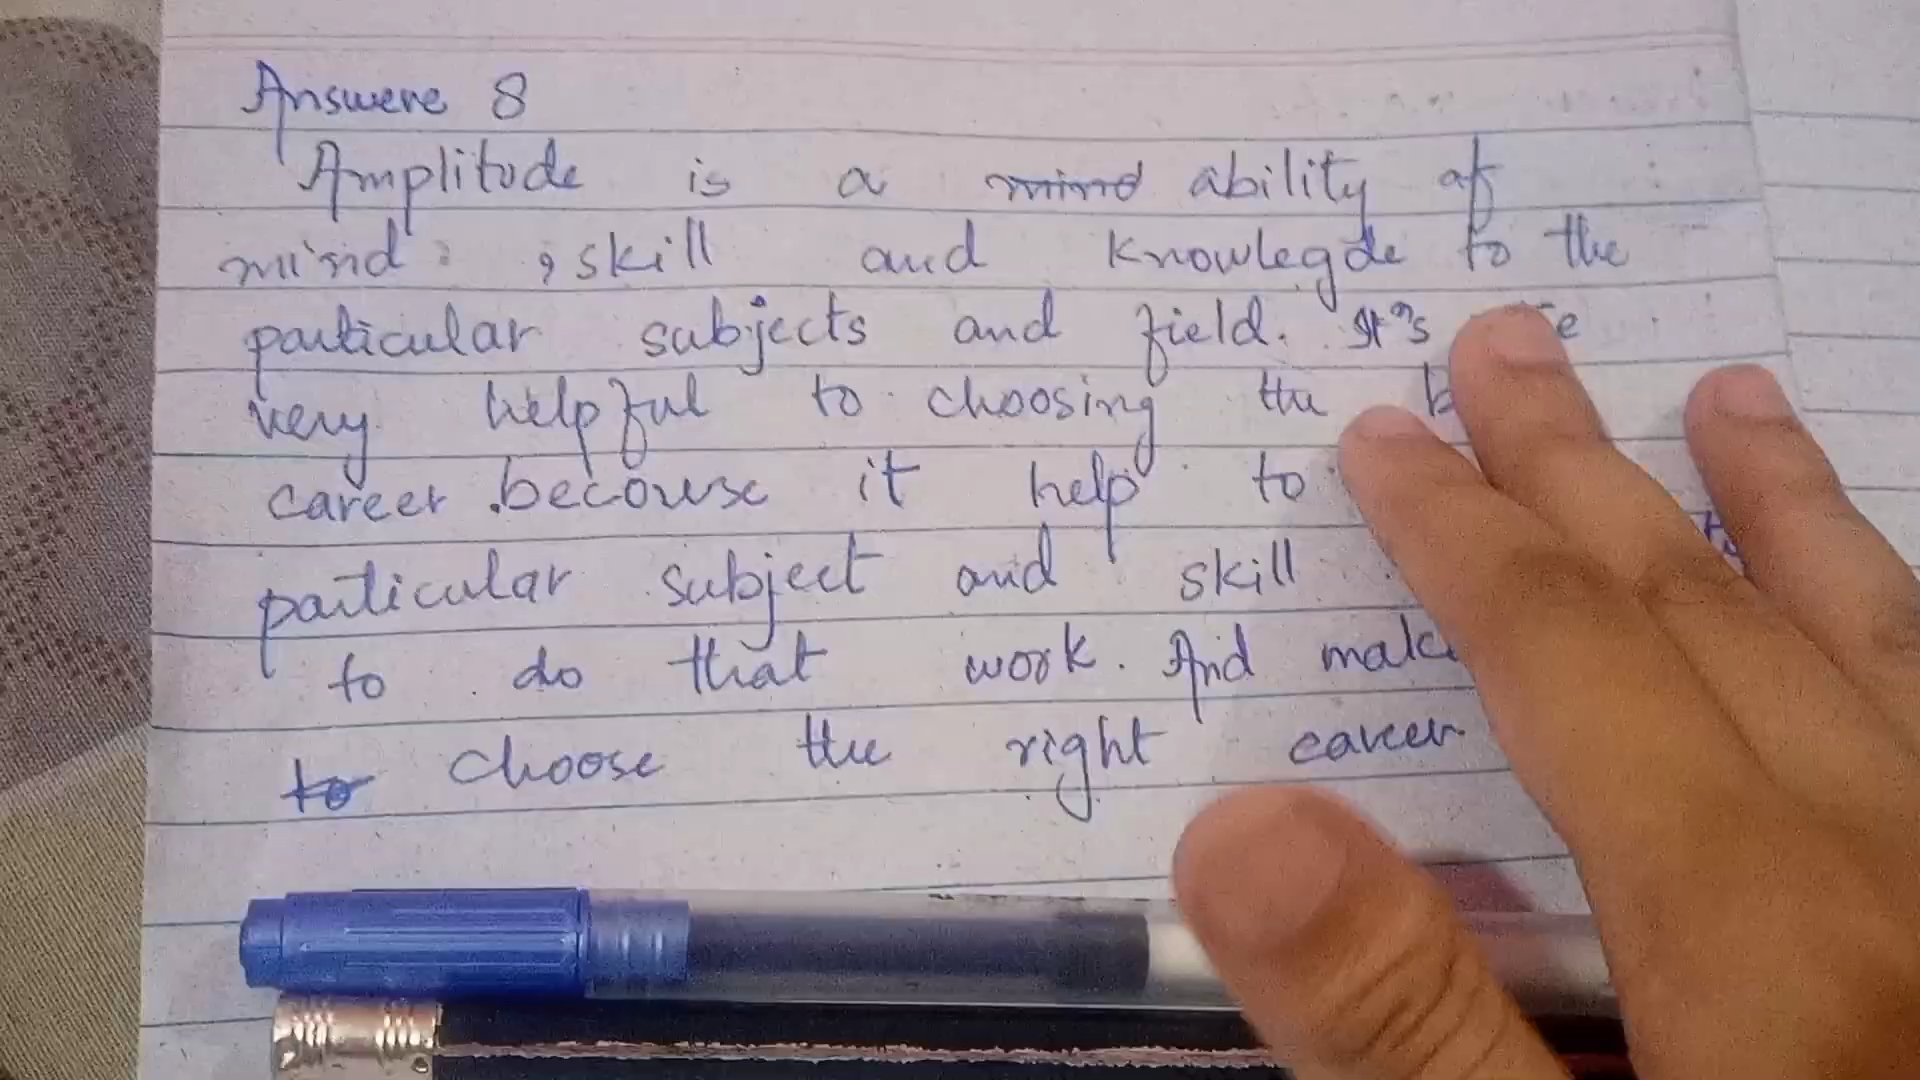 Answere 8
Amplitude is a mind ability of
mind , skill and knowlegde to the
particular subjects and field. It's
very helpful to choosing the
career . becouse it help to
particular subject and skill
to do that work. And make
to choose the right career